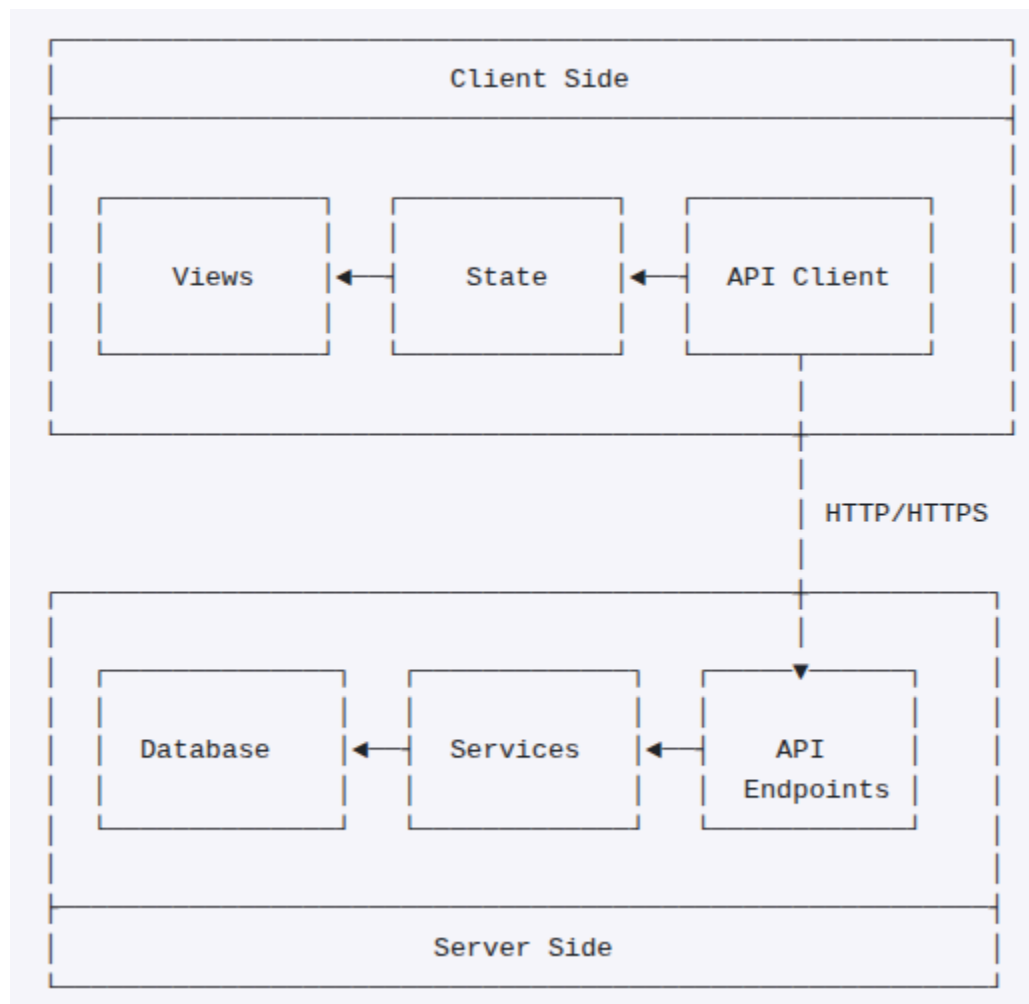 Client Side
Views State API Client
HTTP/HTTPS
Database Services API
Endpoints
Server Side